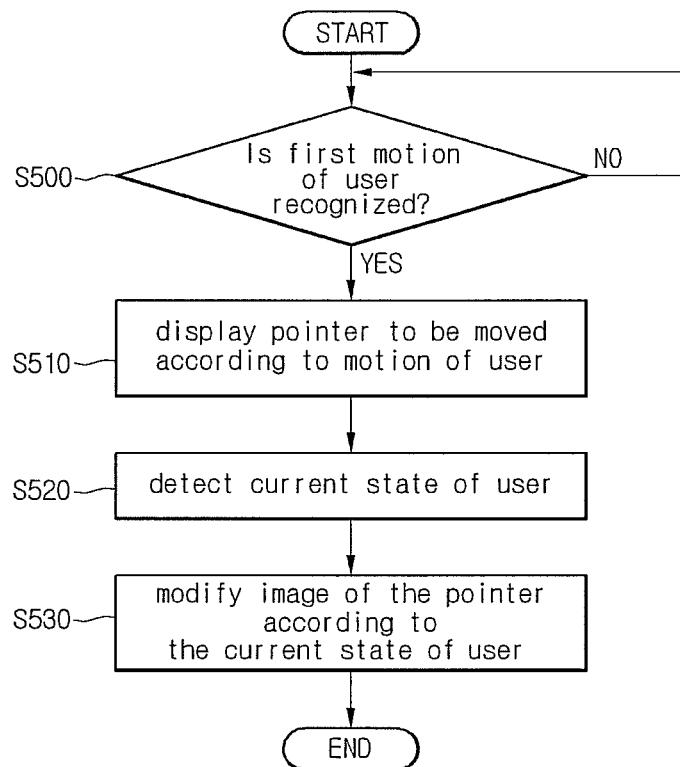 START
S500
Is first motion
of user
recognized?
NO
YES
S510
display pointer to be moved
according to motion of user
S520
detect current state of user
S530
modify image of the pointer
according to
the current state of user
END